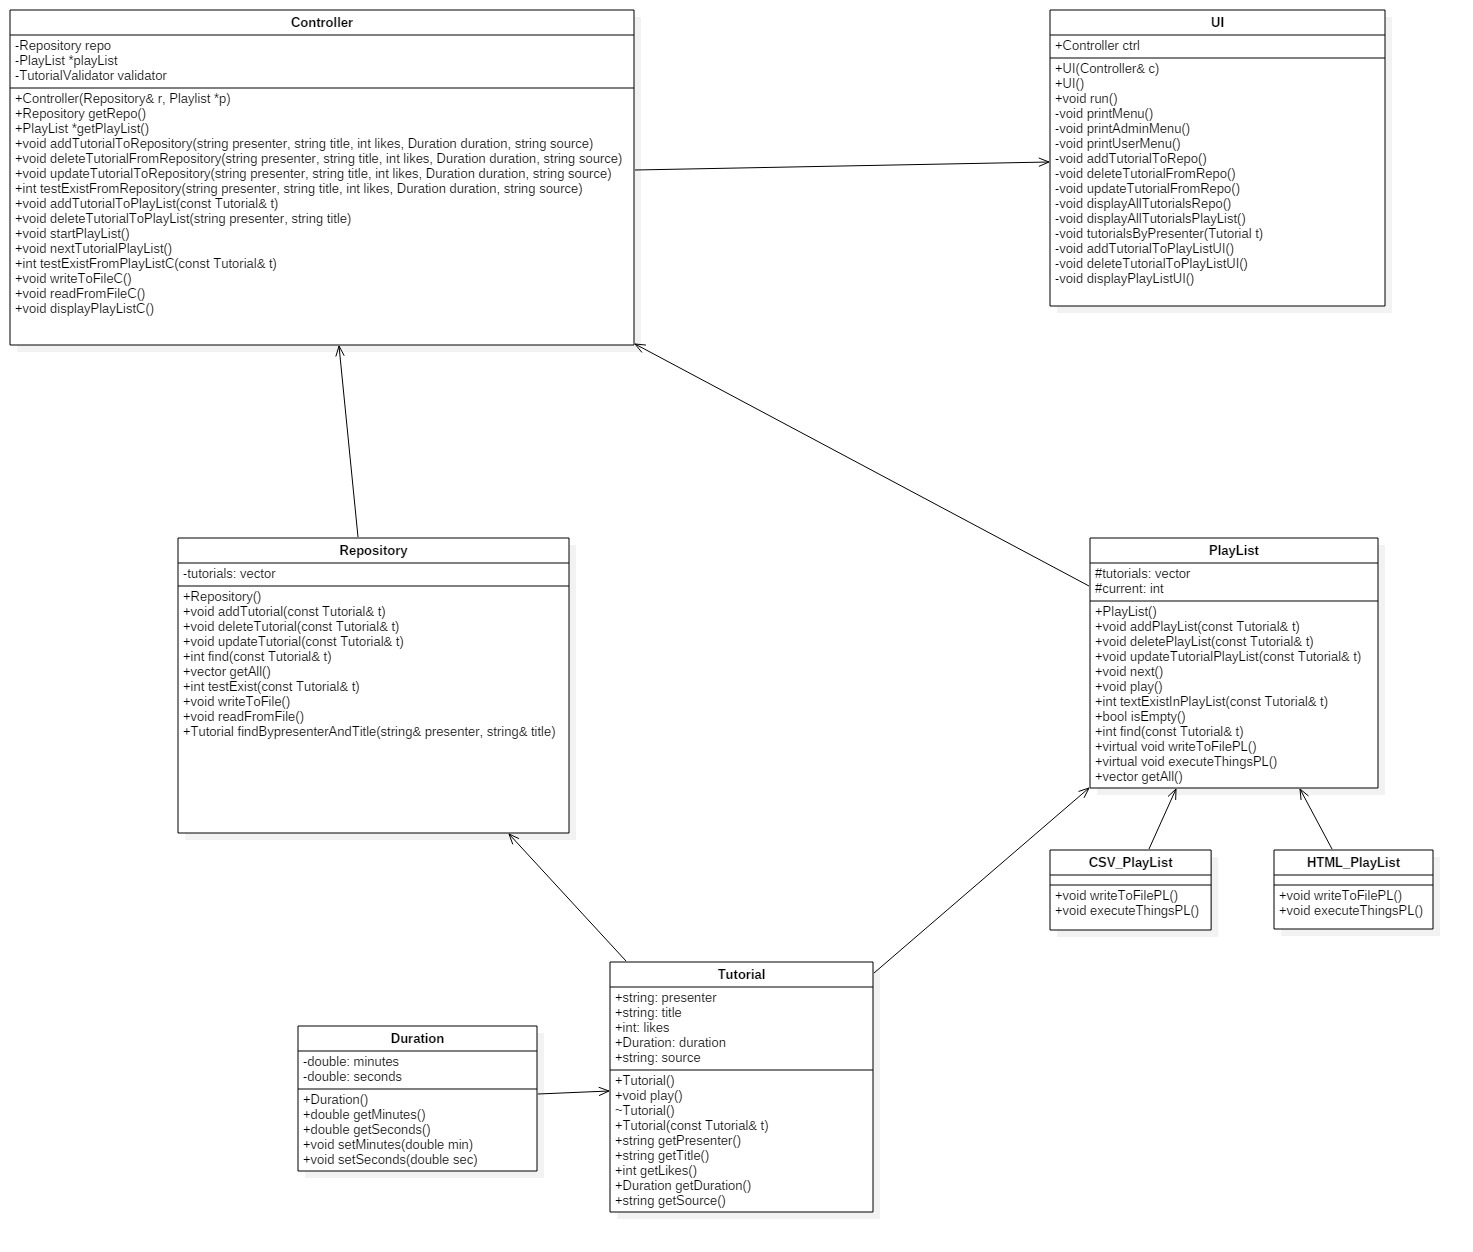 Controller
-Repository repo
-PlayList *playList
-TutorialValidator validator
+Controller(Repository& r, Playlist *p)
+Repository getRepo()
+PlayList *getPlayList()
+void addTutorialToRepository(string presenter, string title, int likes, Duration duration, string source)
+void deleteTutorialFromRepository(string presenter, string title, int likes, Duration duration, string source)
+void updateTutorialToRepository(string presenter, string title, int likes, Duration duration, string source)
+int testExistFromRepository(string presenter, string title, int likes, Duration duration, string source)
+void addTutorialToPlayList(const Tutorial& t)
+void deleteTutorialToPlayList(string presenter, string title)
+void startPlayList()
+void nextTutorialPlayList()
+int testExistFromPlayListC(const Tutorial& t)
+void writeToFileC()
+void readFromFileC()
+void displayPlayListC()
UI
+Controller ctrl
+UI(Controller& c)
+UI()
+void run()
-void printMenu()
-void printAdminMenu()
-void printUserMenu()
-void addTutorialToRepo()
-void deleteTutorialFromRepo()
-void updateTutorialFromRepo()
-void displayAllTutorialsRepo()
-void displayAllTutorialsPlayList()
-void tutorialsByPresenter(Tutorial t)
-void addTutorialToPlayListUI()
-void deleteTutorialToPlayListUI()
-void displayPlayListUI()
Repository
-tutorials: vector
+Repository()
+void addTutorial(const Tutorial& t)
+void deleteTutorial(const Tutorial& t)
+void updateTutorial(const Tutorial& t)
+int find(const Tutorial& t)
+vector getAll()
+int testExist(const Tutorial& t)
+void writeToFile()
+void readFromFile()
+Tutorial findBypresenterAndTitle(string& presenter, string& title)
PlayList
#tutorials: vector
#current: int
+PlayList()
+void addPlayList(const Tutorial& t)
+void deletePlayList(const Tutorial& t)
+void updateTutorialPlayList(const Tutorial& t)
+void next()
+void play()
+int textExistInPlayList(const Tutorial& t)
+bool isEmpty()
+int find(const Tutorial& t)
+virtual void writeToFilePL()
+virtual void executeThingsPL()
+vector getAll()
CSV_PlayList
+void writeToFilePL()
+void executeThingsPL()
HTML_PlayList
+void writeToFilePL()
+void executeThingsPL()
Tutorial
+string: presenter
+string: title
+int: likes
+Duration: duration
+string: source
+Tutorial()
+void play()
~Tutorial()
+Tutorial(const Tutorial& t)
+string getPresenter()
+string getTitle()
+int getLikes()
+Duration getDuration()
+string getSource()
Duration
-double: minutes
-double: seconds
+Duration()
+double getMinutes()
+double getSeconds()
+void setMinutes(double min)
+void setSeconds(double sec)